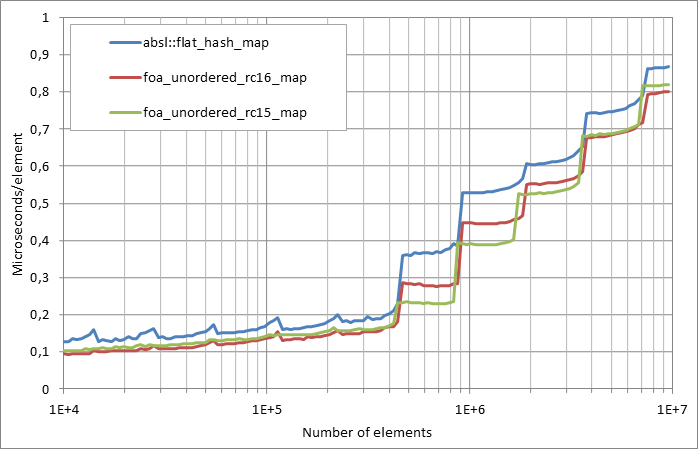 1
0,9
0,8
0,7
0,6
0,5
0,4
0,3
0,2
0,1
0
Microseconds/element
absl::flat_hash_map
foa_unordered_rc16_map
foa_unordered_rc15_map
1E+4
1E+5
1E+6
1E+7
Number of elements